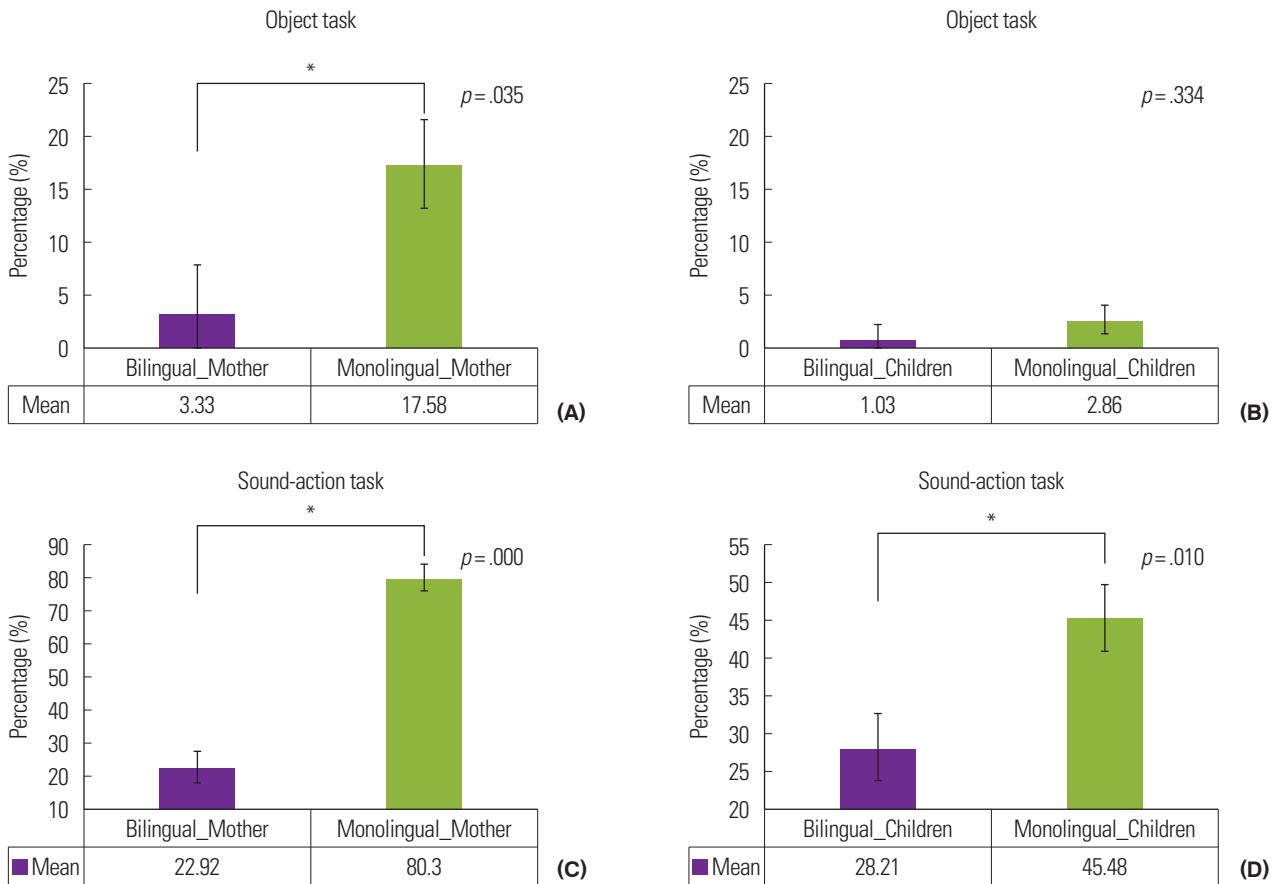 Object task
*
p=.035
25
20
15
10
5
0
Percentage (%)
Bilingual_Mother Monolingual_Mother
Mean 3.33 17.58
(A)
Object task
p=.334
25
20
15
10
5
0
Percentage (%)
Bilingual_Children Monolingual_Children
Mean 1.03 2.86
(B)
Sound-action task
*
p=.000
90
80
70
60
50
40
30
20
10
Percentage (%)
Bilingual_Mother Monolingual_Mother
Mean 22.92 80.3
(C)
Sound-action task
*
p=.010
55
50
45
40
35
30
25
20
Percentage (%)
Bilingual_Children Monolingual_Children
Mean 28.21 45.48
(D)